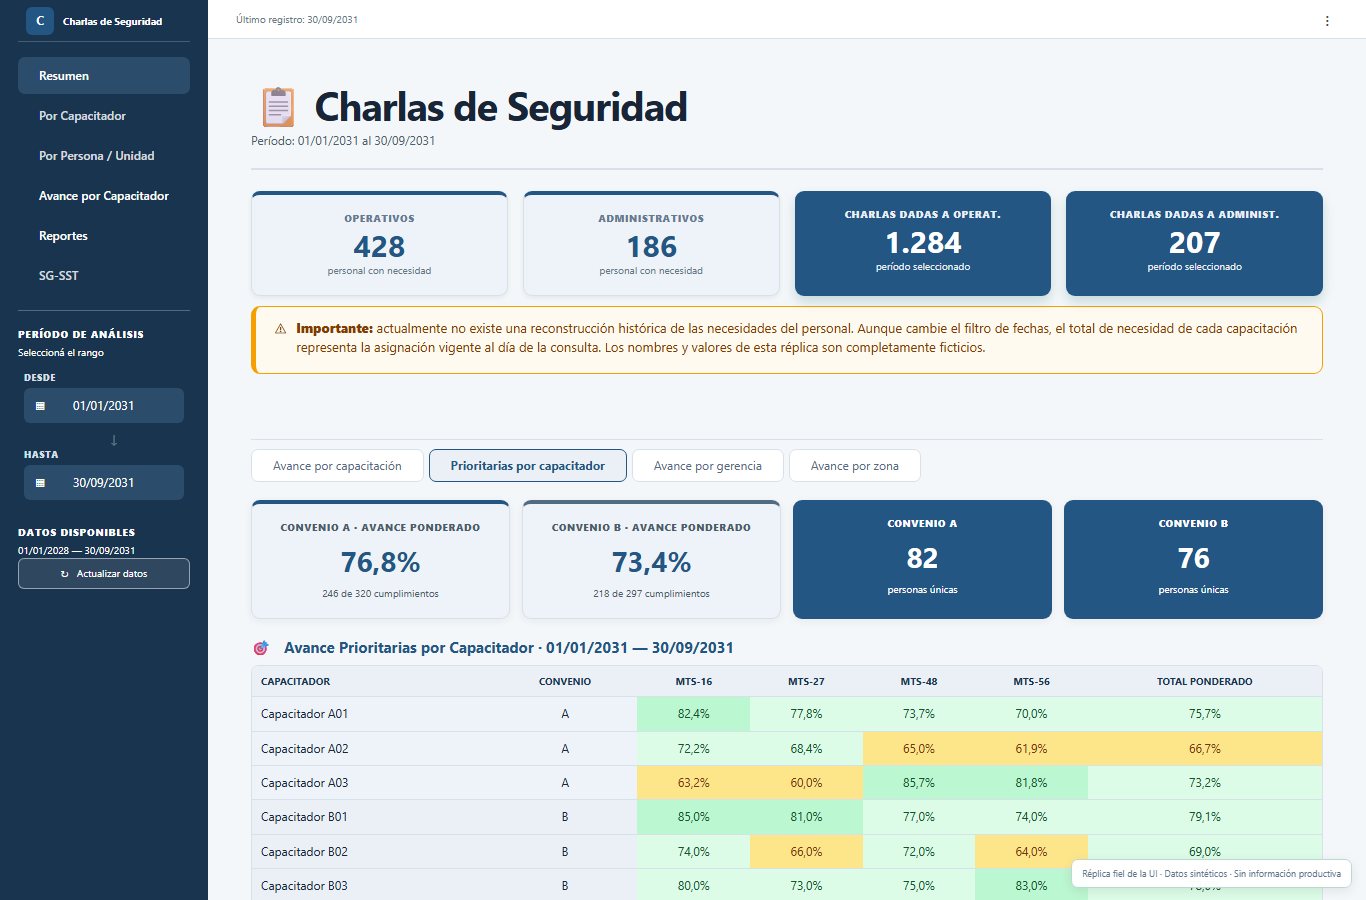 C Charlas de Seguridad
Resumen
Por Capacitador
Por Persona / Unidad
Avance por Capacitador
Reportes
SG-SST
PERÍODO DE ANÁLISIS
Seleccioná el rango
DESDE
01/01/2031
↓
HASTA
30/09/2031
DATOS DISPONIBLES
01/01/2028 — 30/09/2031
↻ Actualizar datos
Último registro: 30/09/2031
Charlas de Seguridad
Período: 01/01/2031 al 30/09/2031
OPERATIVOS
428
personal con necesidad
ADMINISTRATIVOS
186
personal con necesidad
CHARLAS DADAS A OPERAT.
1.284
período seleccionado
CHARLAS DADAS A ADMINIST.
207
período seleccionado
⚠ Importante: actualmente no existe una reconstrucción histórica de las necesidades del personal. Aunque cambie el filtro de fechas, el total de necesidad de cada capacitación
representa la asignación vigente al día de la consulta. Los nombres y valores de esta réplica son completamente ficticios.
Avance por capacitación Prioritarias por capacitador Avance por gerencia Avance por zona
CONVENIO A · AVANCE PONDERADO
76,8%
246 de 320 cumplimientos
CONVENIO B · AVANCE PONDERADO
73,4%
218 de 297 cumplimientos
CONVENIO A
82
personas únicas
CONVENIO B
76
personas únicas
Avance Prioritarias por Capacitador · 01/01/2031 — 30/09/2031
CAPACITADOR CONVENIO MTS-16 MTS-27 MTS-48 MTS-56 TOTAL PONDERADO
Capacitador A01 A 82,4% 77,8% 73,7% 70,0% 75,7%
Capacitador A02 A 72,2% 68,4% 65,0% 61,9% 66,7%
Capacitador A03 A 63,2% 60,0% 85,7% 81,8% 73,2%
Capacitador B01 B 85,0% 81,0% 77,0% 74,0% 79,1%
Capacitador B02 B 74,0% 66,0% 72,0% 64,0% 69,0%
Capacitador B03 B 80,0% 73,0% 75,0% 83,0%
Réplica fiel de la UI · Datos sintéticos · Sin información productiva